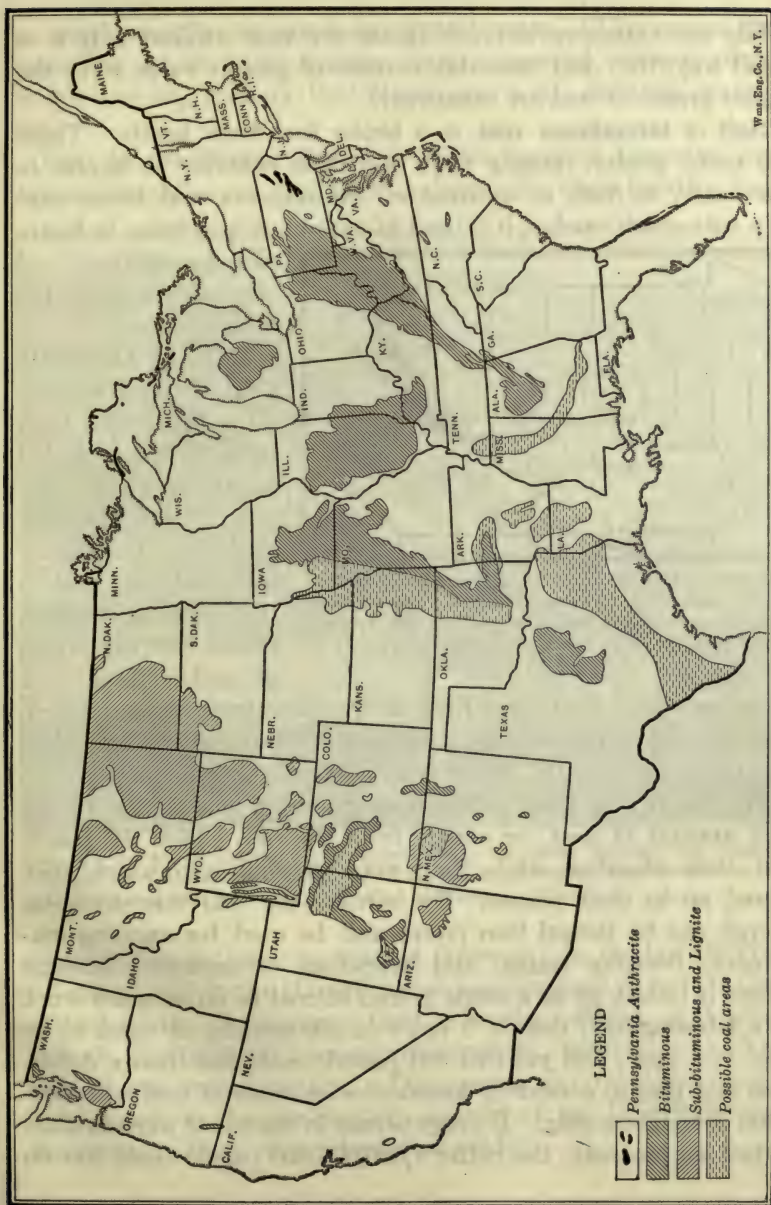 WASH.
OREGON
CALIF.
NEV.
IDAHO
MONT.
WYO.
UTAH
ARIZ.
COLO.
N. MEX.
N. DAK.
S. DAK.
NEBR.
KANS.
OKLA.
TEXAS
MINN.
IOWA
MO.
ARK.
LA.
WIS.
ILL.
MICH.
IND.
OHIO
KY.
TENN.
MISS.
ALA.
GA.
FLA.
S.C.
N.C.
VA.
W.VA.
MD.
DEL.
PA.
N.J.
N.Y.
VT.
N.H.
MASS.
CONN
R.I.
MAINE
LEGEND
Pennsylvania Anthracite
Bituminous
Sub-bituminous and Lignite
Possible coal areas
Wms. Eng. Co., N.Y.